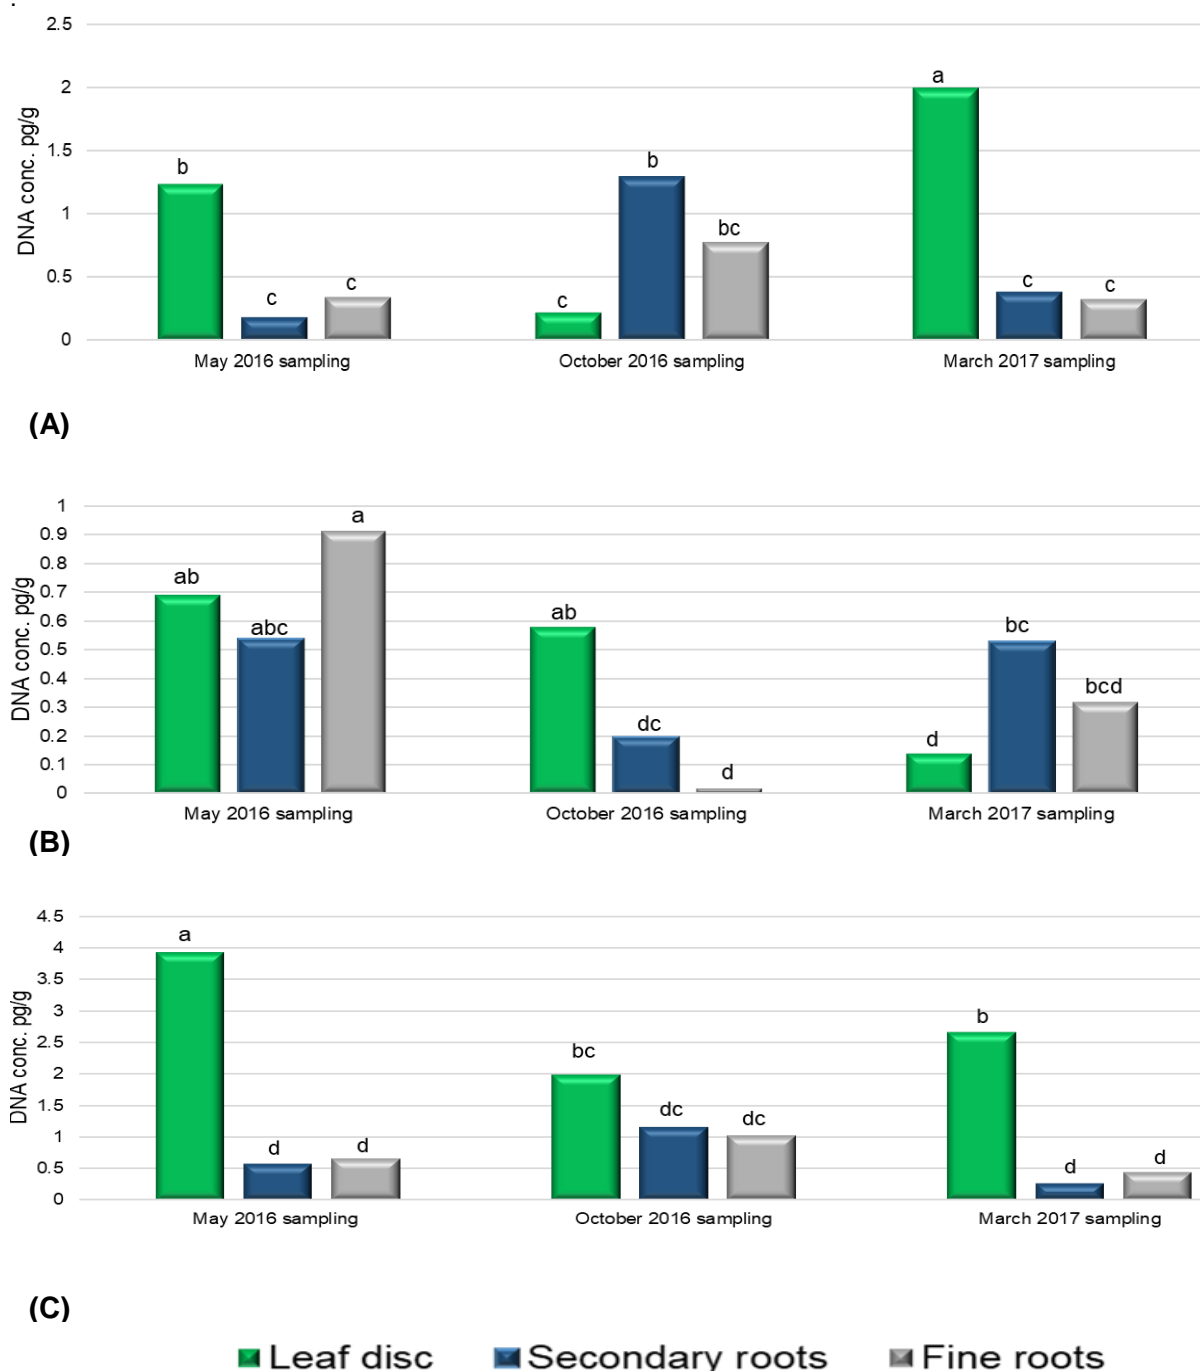 .
2.5
2
1.5
1
0.5
0
DNA conc. pg/g
b
c
c
c
b
bc
a
c
c
May 2016 sampling October 2016 sampling March 2017 sampling
(A)
1
0.9
0.8
0.7
0.6
0.5
0.4
0.3
0.2
0.1
0
DNA conc. pg/g
ab
abc
a
ab
dc
d
d
bc
bcd
May 2016 sampling October 2016 sampling March 2017 sampling
(B)
4.5
4
3.5
3
2.5
2
1.5
1
0.5
0
DNA conc. pg/g
a
d
d
bc
dc
dc
b
d
d
May 2016 sampling October 2016 sampling March 2017 sampling
(C)
Leaf disc Secondary roots Fine roots